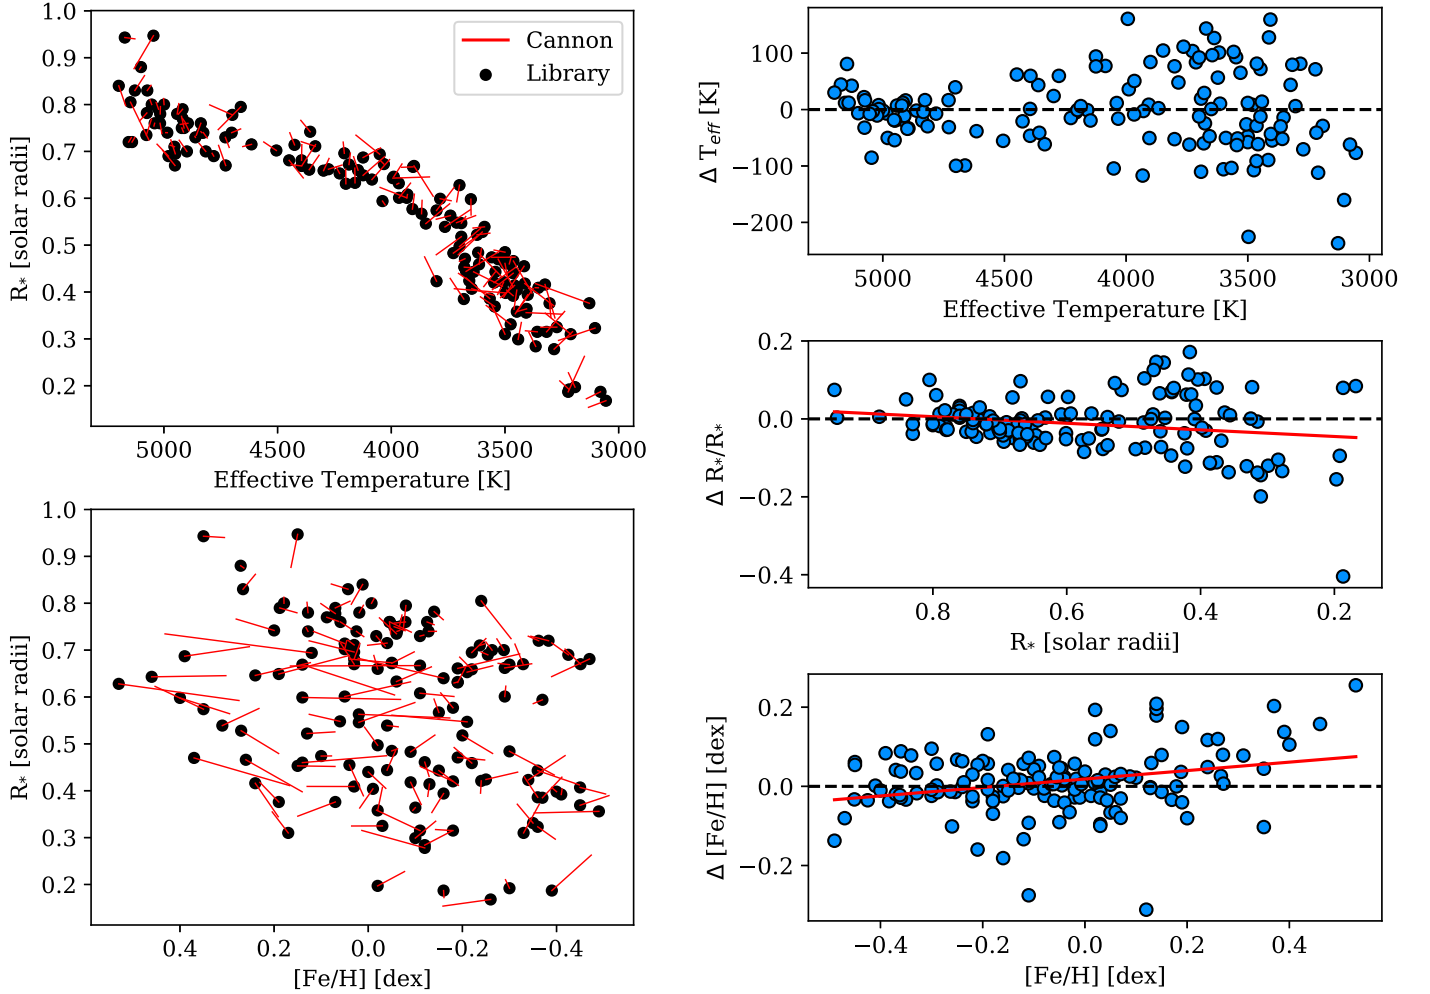 1.0
0.9
0.8
0.7
0.6
0.5
0.4
0.3
0.2
R* [solar radii]
Cannon
Library
5000 4500 4000 3500 3000
Effective Temperature [K]
1.0
0.9
0.8
0.7
0.6
0.5
0.4
0.3
0.2
R* [solar radii]
0.4 0.2 0.0 −0.2 −0.4
[Fe/H] [dex]
100
0
−100
−200
Δ Teff [K]
5000 4500 4000 3500 3000
Effective Temperature [K]
0.2
0.0
−0.2
−0.4
Δ R*/R*
0.8 0.6 0.4 0.2
R* [solar radii]
0.2
0.0
−0.2
Δ [Fe/H] [dex]
−0.4 −0.2 0.0 0.2 0.4
[Fe/H] [dex]